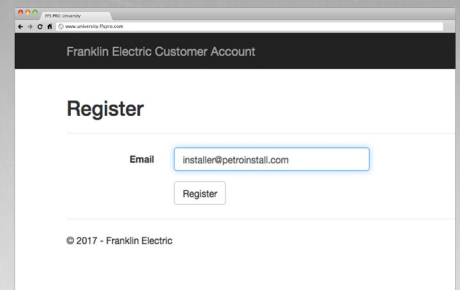 FFS PRO University
www.university.ffspro.com
Franklin Electric Customer Account
Register
Email installer@petroinstall.com
Register
© 2017 - Franklin Electric